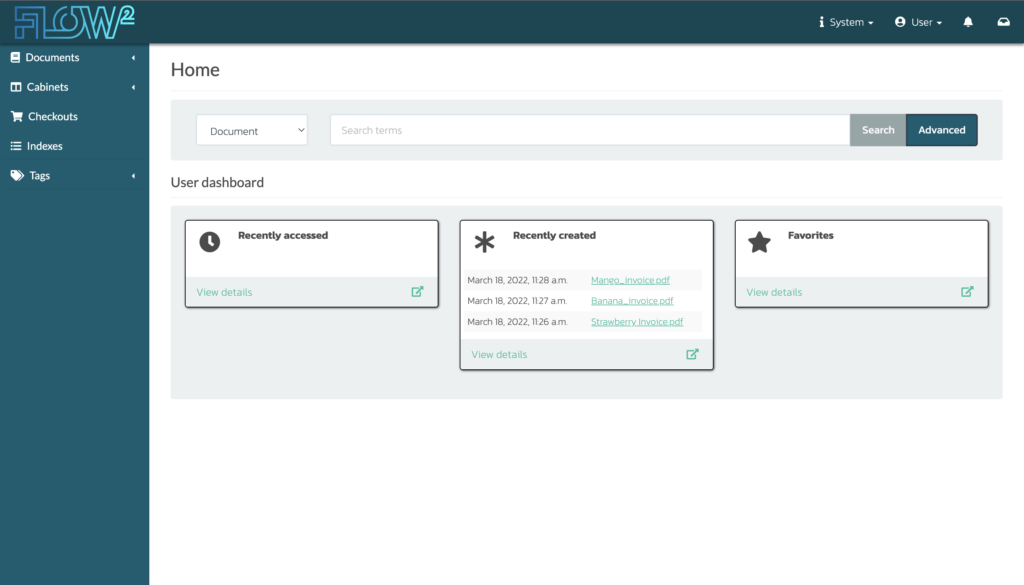 FLOW2
System
User
Documents
Cabinets
Checkouts
Indexes
Tags
Home
Document
Search terms
Search
Advanced
User dashboard
Recently accessed
View details
Recently created
March 18, 2022, 11:28 a.m. Mango_invoice.pdf
March 18, 2022, 11:27 a.m. Banana_invoice.pdf
March 18, 2022, 11:26 a.m. Strawberry Invoice.pdf
View details
Favorites
View details